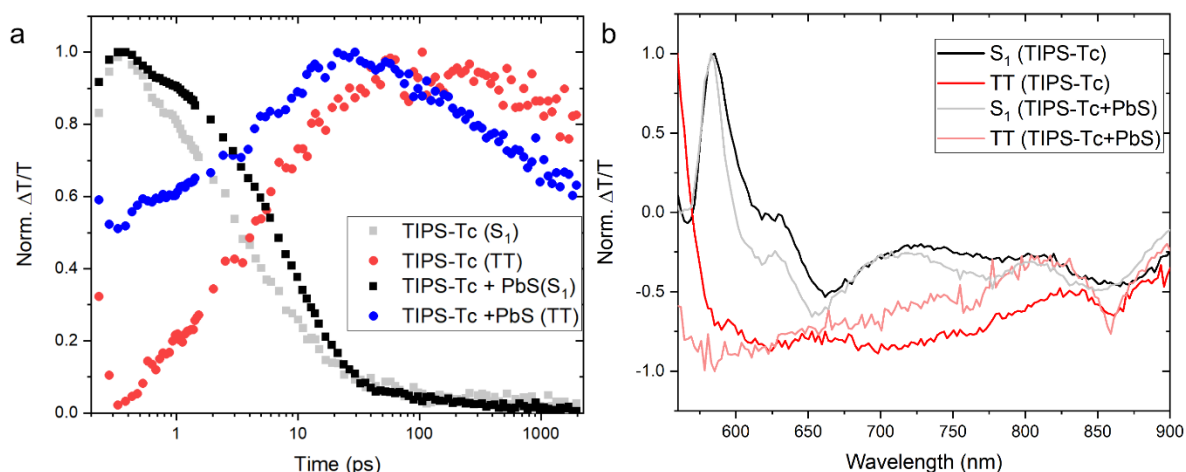 a
Norm. ΔT/T
1.0
0.8
0.6
0.4
0.2
0.0
1
10
100
1000
Time (ps)
TIPS-Tc (S₁)
TIPS-Tc (TT)
TIPS-Tc + PbS(S₁)
TIPS-Tc +PbS (TT)
b
Norm. ΔT/T
1.0
0.5
0.0
-0.5
-1.0
600
650
700
750
800
850
900
Wavelength (nm)
S₁ (TIPS-Tc)
TT (TIPS-Tc)
S₁ (TIPS-Tc+PbS)
TT (TIPS-Tc+PbS)